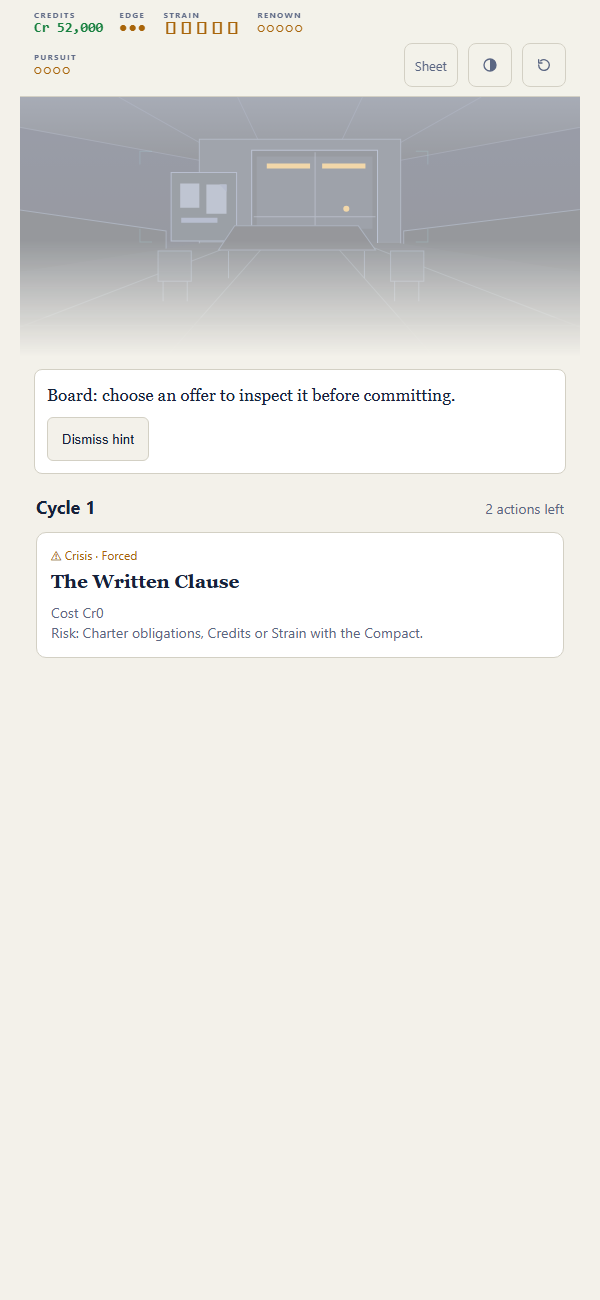 CREDITS EDGE STRAIN RENOWN
Cr 52,000 ●●● ▯▯▯▯▯ ○○○○○
PURSUIT
○○○○
Sheet
Board: choose an offer to inspect it before committing.
Dismiss hint
Cycle 1 2 actions left
⚠ Crisis · Forced
The Written Clause
Cost Cr0
Risk: Charter obligations, Credits or Strain with the Compact.